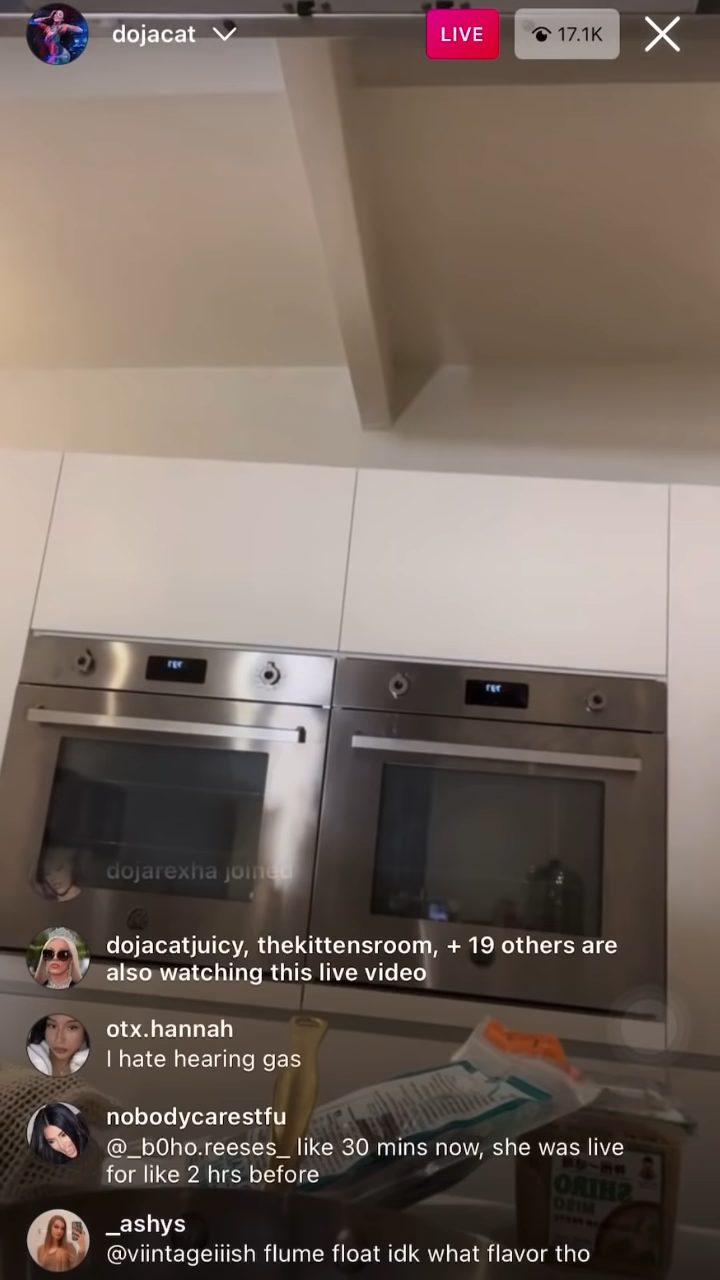 dojacat
LIVE
17.1K
dojarexha joined
dojacatjuicy, thekittensroom, + 19 others are
also watching this live video
otx.hannah
I hate hearing gas
nobodycarestfu
@_b0ho.reeses_ like 30 mins now, she was live
for like 2 hrs before
SHIRO
MISO
_ashys
@viintageiiish flume float idk what flavor tho